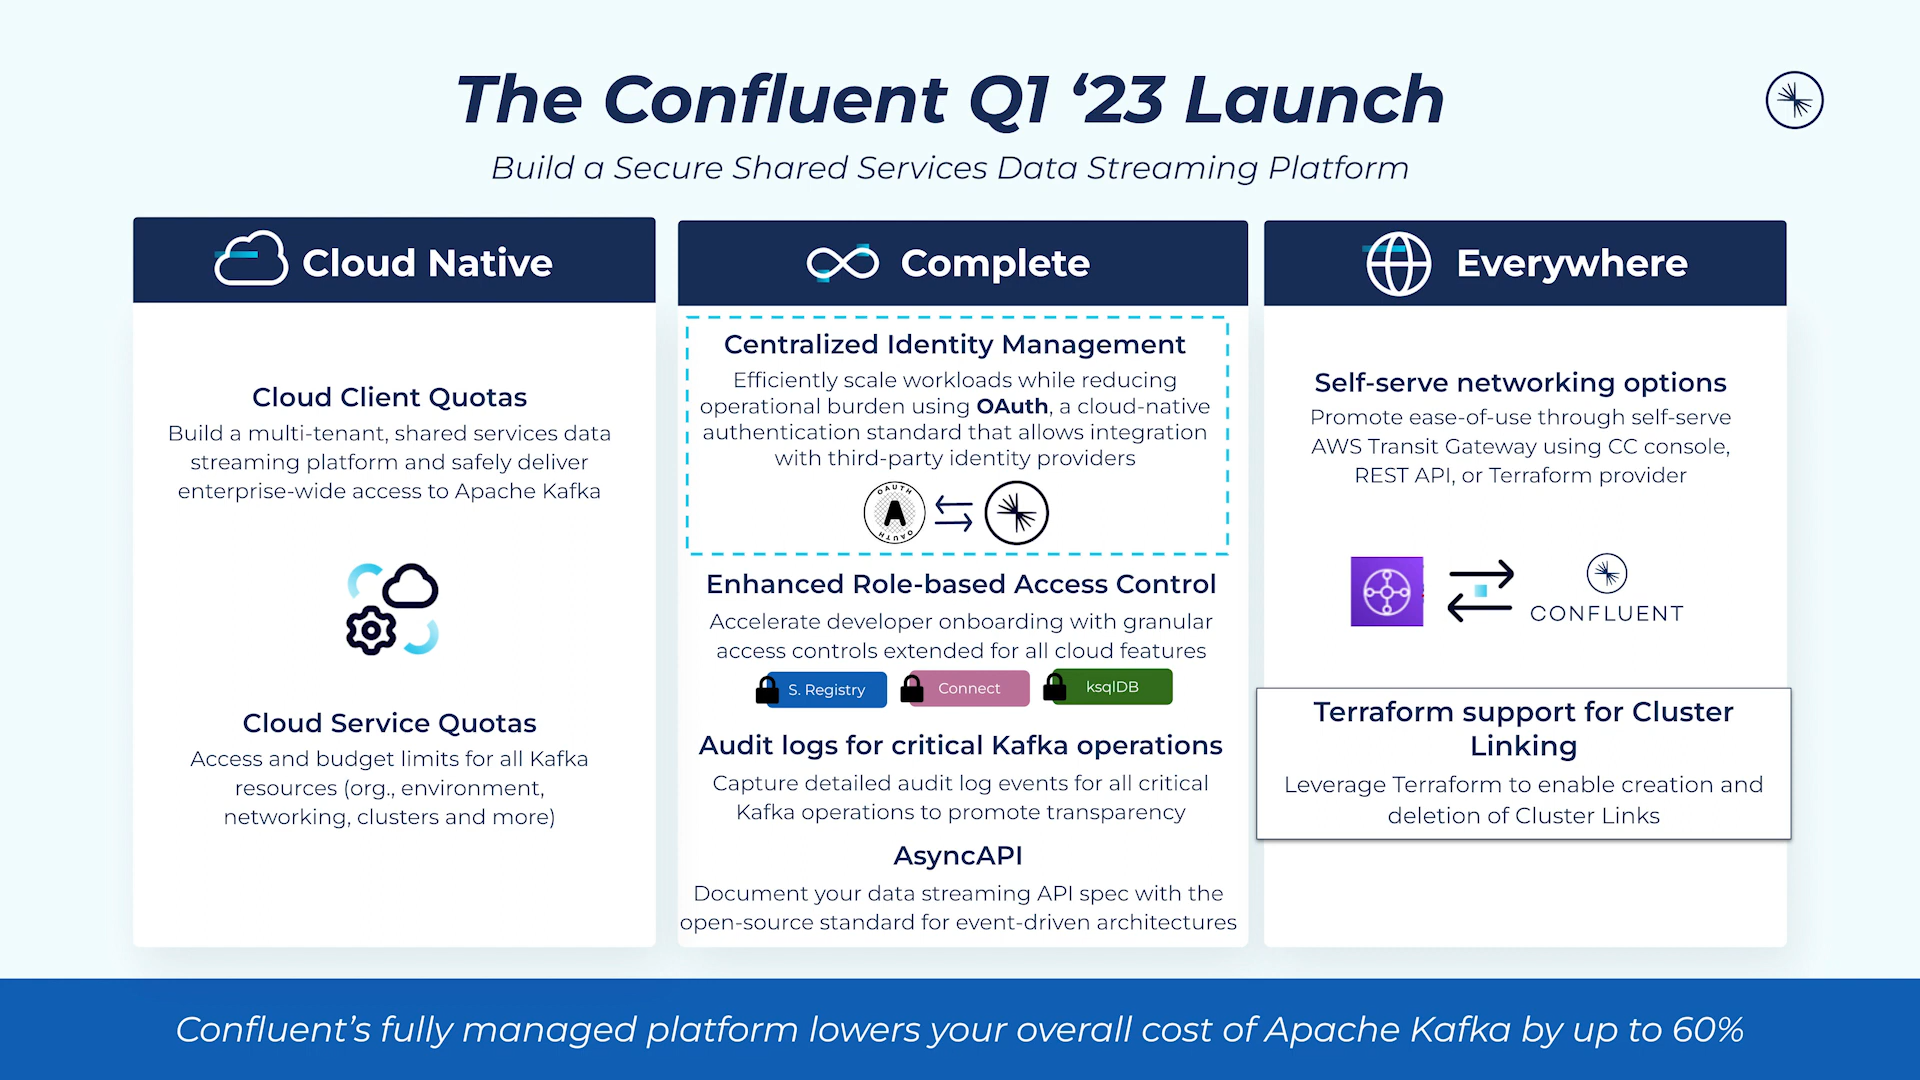 The Confluent Q1 ‘23 Launch
Build a Secure Shared Services Data Streaming Platform
Cloud Native
Cloud Client Quotas
Build a multi-tenant, shared services data
streaming platform and safely deliver
enterprise-wide access to Apache Kafka
Cloud Service Quotas
Access and budget limits for all Kafka
resources (org., environment,
networking, clusters and more)
Complete
Centralized Identity Management
Efficiently scale workloads while reducing
operational burden using OAuth, a cloud-native
authentication standard that allows integration
with third-party identity providers
OAUTH
A
OAUTH
Enhanced Role-based Access Control
Accelerate developer onboarding with granular
access controls extended for all cloud features
S. Registry
Connect
ksqlDB
Audit logs for critical Kafka operations
Capture detailed audit log events for all critical
Kafka operations to promote transparency
AsyncAPI
Document your data streaming API spec with the
open-source standard for event-driven architectures
Everywhere
Self-serve networking options
Promote ease-of-use through self-serve
AWS Transit Gateway using CC console,
REST API, or Terraform provider
CONFLUENT
Terraform support for Cluster
Linking
Leverage Terraform to enable creation and
deletion of Cluster Links
Confluent’s fully managed platform lowers your overall cost of Apache Kafka by up to 60%